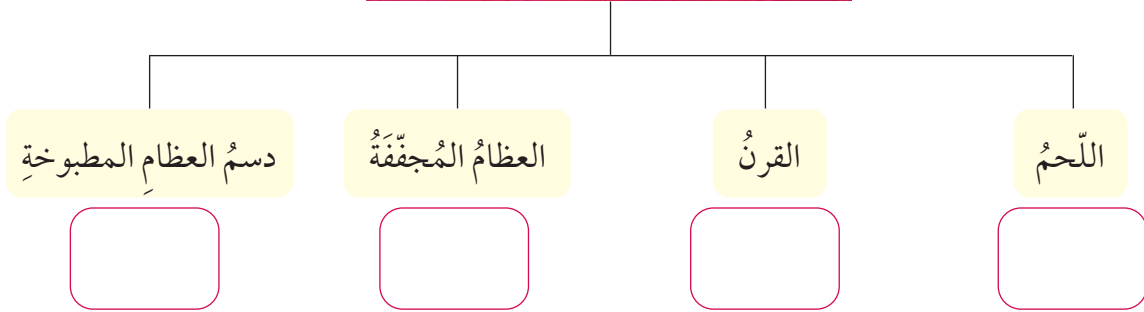 اللّحمُ
القرنُ
العظامُ المُجفّفَةُ
دسمُ العظامِ المطبوخةِ